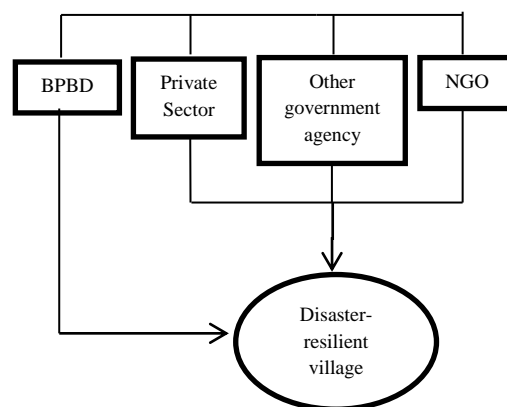 BPBD
Private
Sector
Other
government
agency
NGO
Disaster-
resilient
village